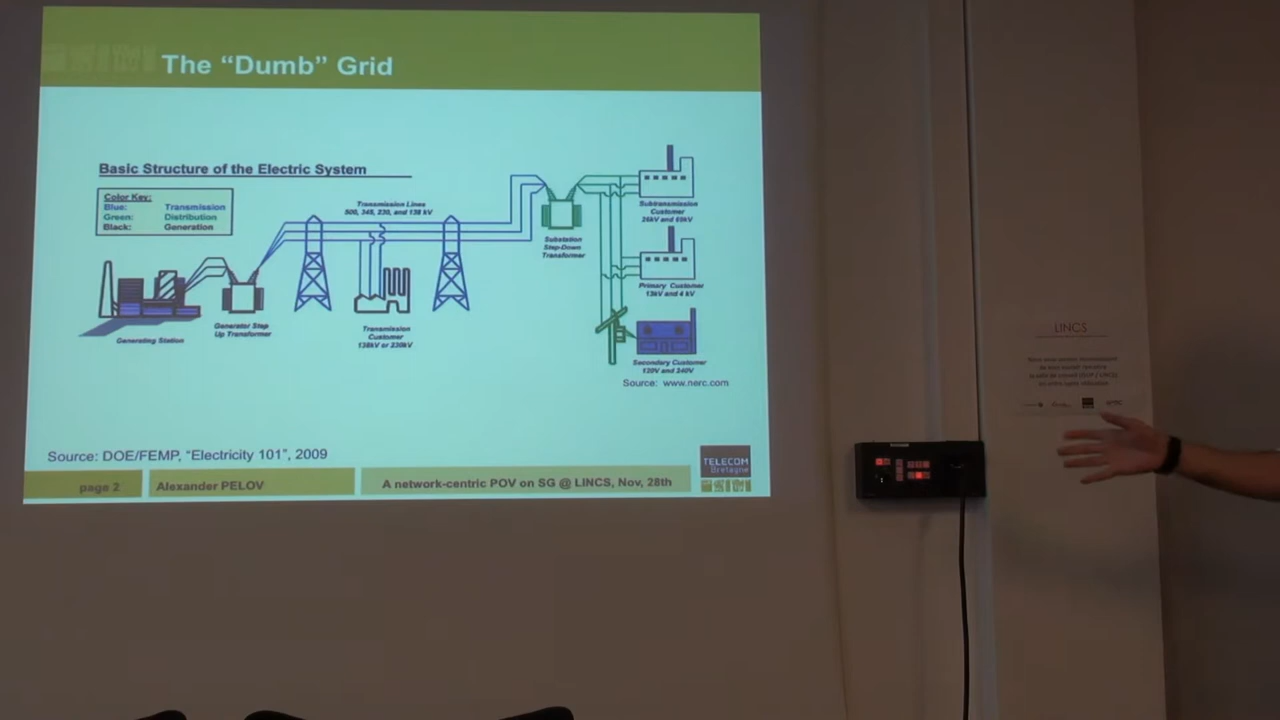 The “Dumb” Grid
Basic Structure of the Electric System
Color Key:
Blue: Transmission
Green: Distribution
Black: Generation
Transmission Lines
500, 345, 230, and 138 kV
Generating Station
Generator Step
Up Transformer
Transmission
Customer
138kV or 230kV
Substation
Step-Down
Transformer
Subtransmission
Customer
26kV and 69kV
Primary Customer
13kV and 4 kV
Secondary Customer
120V and 240V
Source: www.nerc.com
Source: DOE/FEMP, “Electricity 101”, 2009
TELECOM
Bretagne
page 2
Alexander PELOV
A network-centric POV on SG @ LINCS, Nov, 28th
LINCS